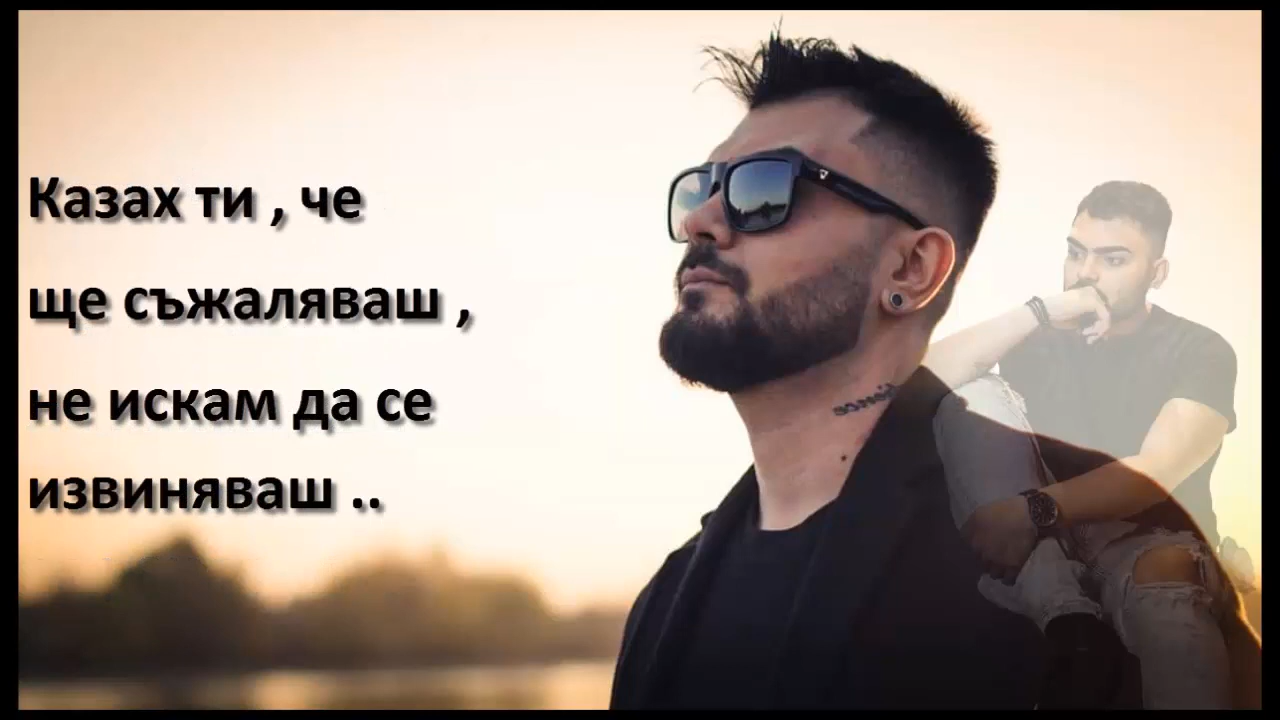 Казах ти , че
ще съжаляваш ,
не искам да се
извиняваш ..